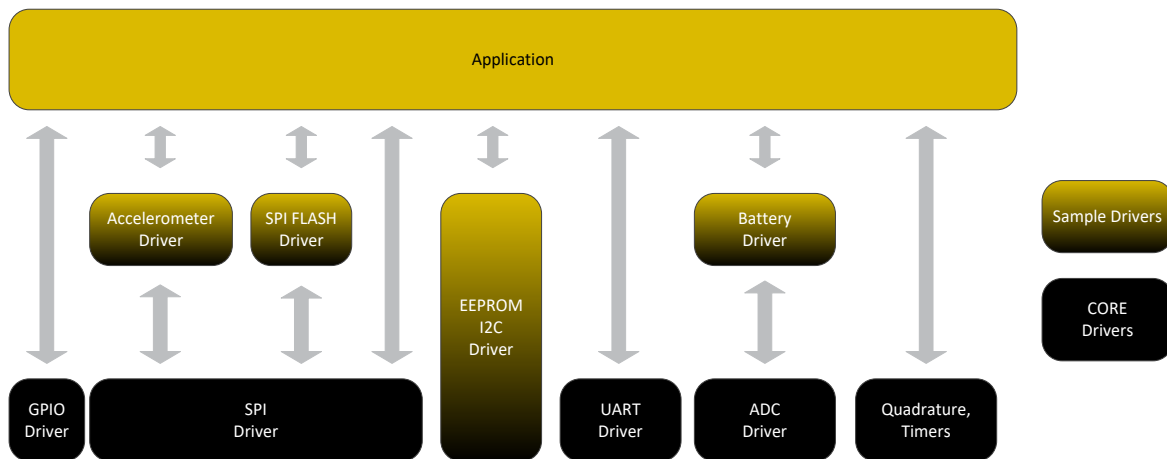 Application
Accelerometer
Driver
SPI FLASH
Driver
EEPROM
I2C
Driver
Battery
Driver
Sample Drivers
CORE
Drivers
GPIO
Driver
SPI
Driver
UART
Driver
ADC
Driver
Quadrature,
Timers